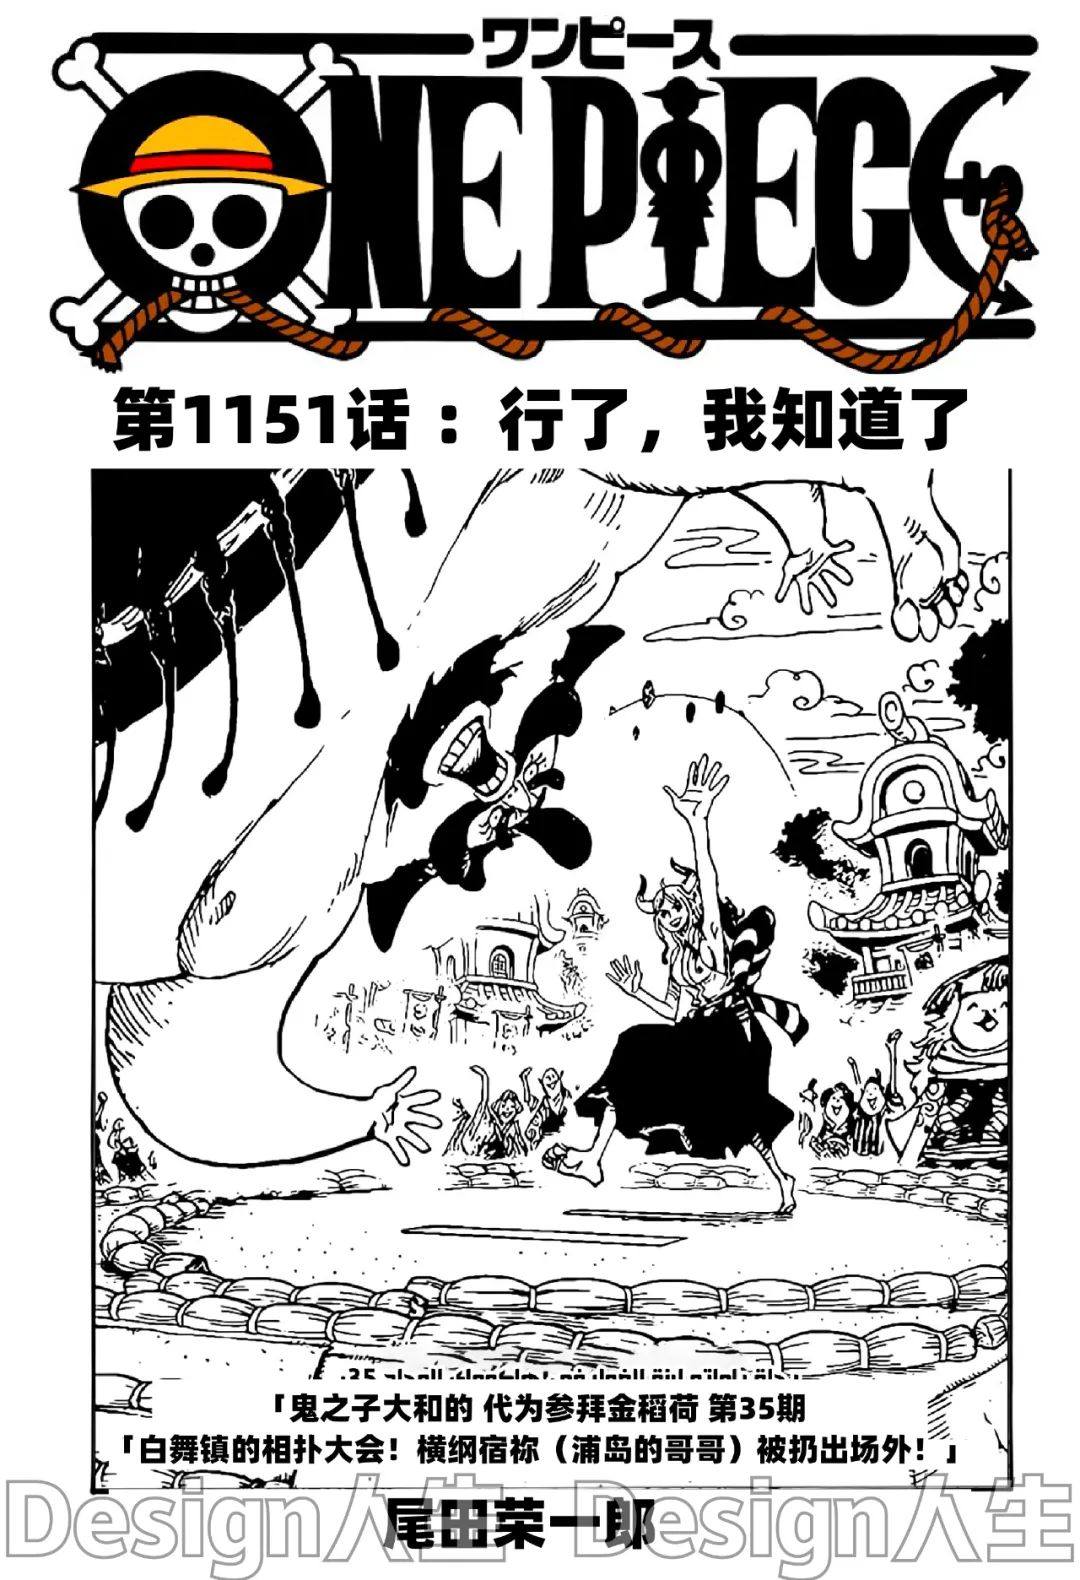 ワンピース
ONE PIECE
第1151话：行了，我知道了
「鬼之子大和的 代为参拜金稻荷 第35期
「白舞镇的相扑大会！横纲宿祢（浦岛的哥哥）被扔出场外！」
Design人生 Design人生
尾田荣一郎